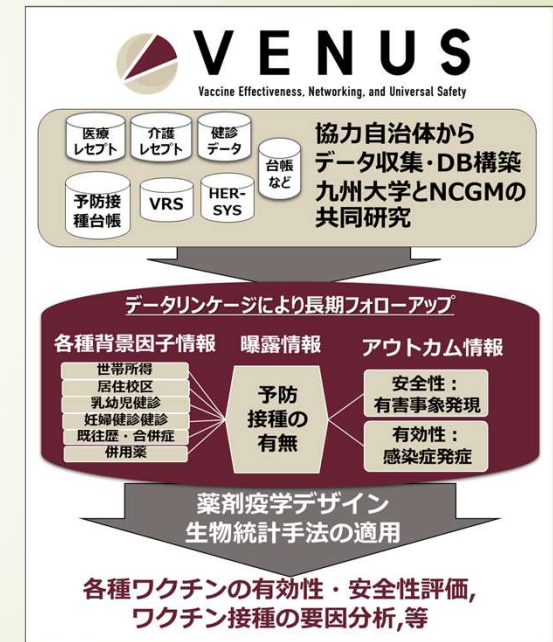 VENUS
Vaccine Effectiveness, Networking, and Universal Safety
医療
レセプト
介護
レセプト
健診
データ
台帳
など
予防接
種台帳
VRS
HER-
SYS
協力自治体から
データ収集・DB構築
九州大学とNCGMの
共同研究
データリンケージにより長期フォローアップ
各種背景因子情報
世帯所得
居住校区
乳幼児健診
妊婦健診健診
既往歴・合併症
併用薬
曝露情報
予防
接種の
有無
アウトカム情報
安全性：
有害事象発現
有効性：
感染症発症
薬剤疫学デザイン
生物統計手法の適用
各種ワクチンの有効性・安全性評価,
ワクチン接種の要因分析,等